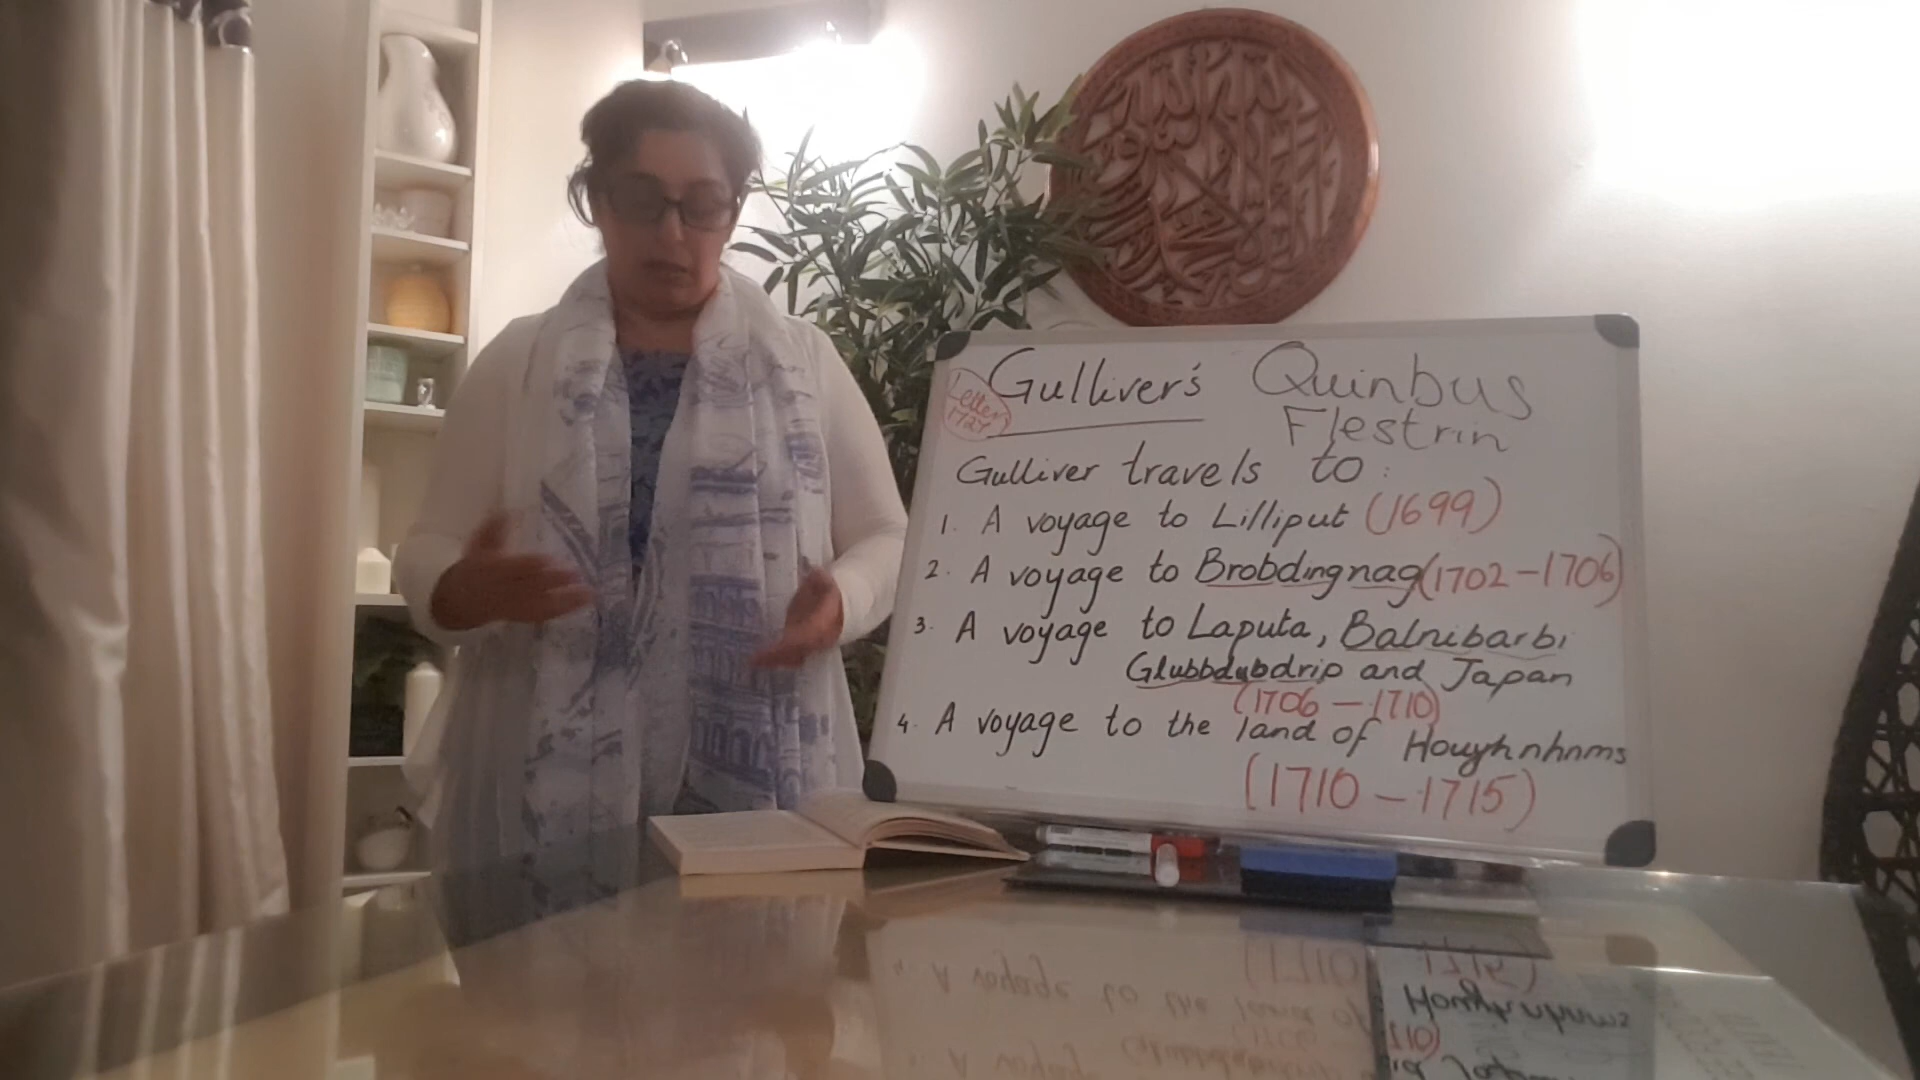 Letter
1727
Gulliver's Quinbus
Flestrin
Gulliver travels to:
1. A voyage to Lilliput (1699)
2. A voyage to Brobdingnag (1702-1706)
3. A voyage to Laputa, Balnibarbi
Glubbdubdrip and Japan
(1706-1710)
4. A voyage to the land of Houyhnhnms
(1710-1715)